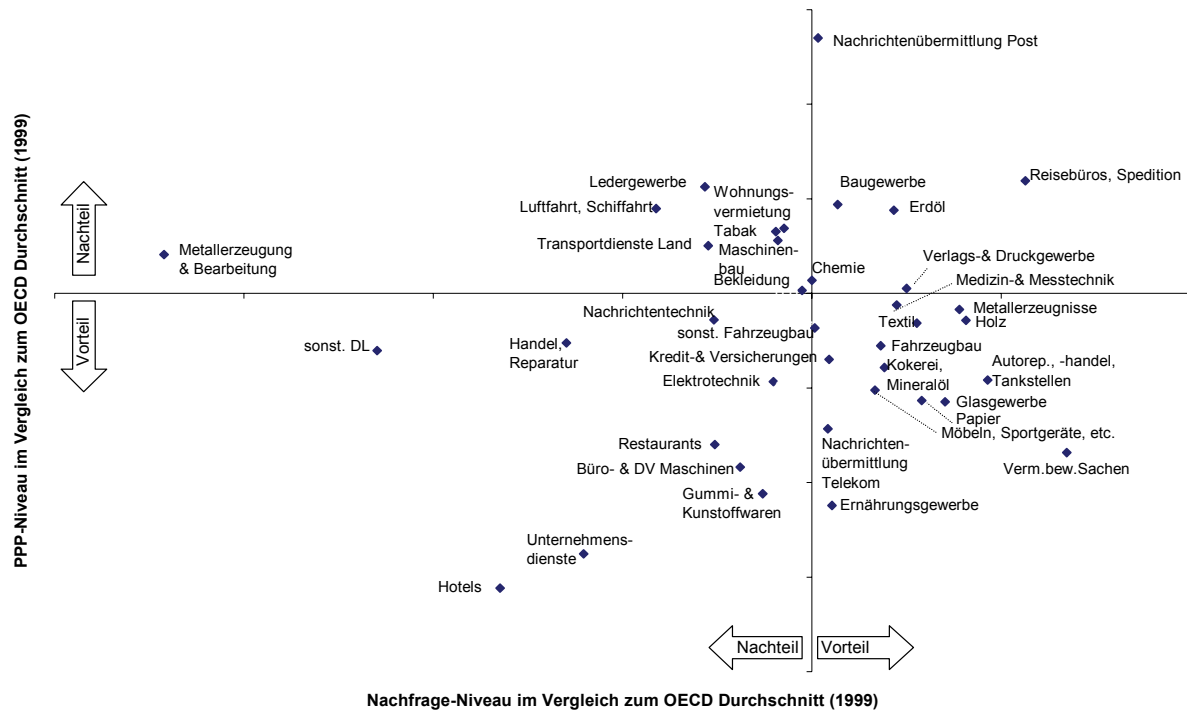 Nachrichtenübermittlung Post
PPP-Niveau im Vergleich zum OECD Durchschnitt (1999)
Nachteil
Vorteil
Ledergewerbe
Luftfahrt, Schiffahrt
Transportdienste Land
Wohnungs-
vermietung
Tabak
Maschinen-
bau
Bekleidung
Chemie
Baugewerbe
Erdöl
Reisebüros, Spedition
Metallerzeugung
& Bearbeitung
Verlags-& Druckgewerbe
Medizin-& Messtechnik
Metallerzeugnisse
Textil
Holz
Nachrichtentechnik
sonst. Fahrzeugbau
sonst. DL
Handel,
Reparatur
Kredit-& Versicherungen
Elektrotechnik
Fahrzeugbau
Kokerei,
Mineralöl
Autorep., -handel,
Tankstellen
Glasgewerbe
Papier
Möbeln, Sportgeräte, etc.
Restaurants
Büro- & DV Maschinen
Gummi- &
Kunstoffwaren
Nachrichten-
übermittlung
Telekom
Verm.bew.Sachen
Ernährungsgewerbe
Unternehmens-
dienste
Hotels
Nachteil
Vorteil
Nachfrage-Niveau im Vergleich zum OECD Durchschnitt (1999)